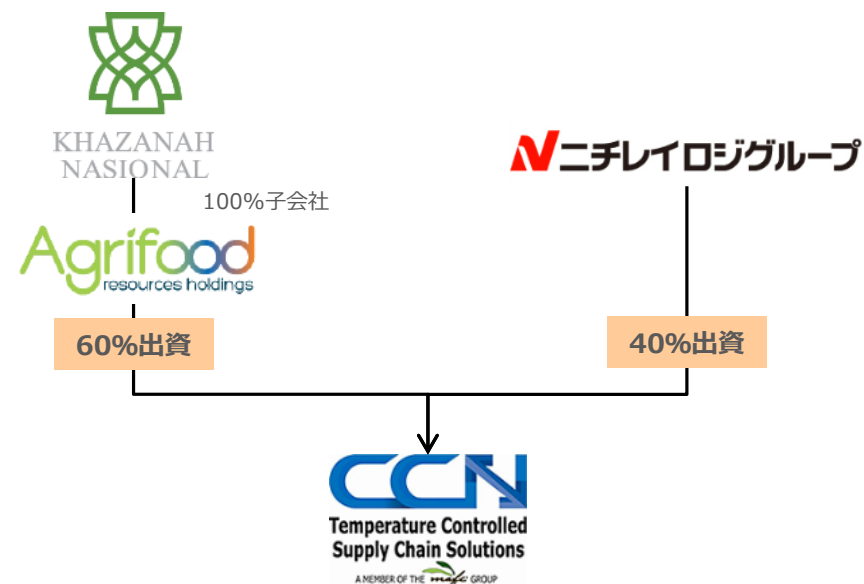 KHAZANAH
NASIONAL
100%子会社
ニチレイロジグループ
Agrifood
resources holdings
60%出資
40%出資
CCN
Temperature Controlled
Supply Chain Solutions
A MEMBER OF THE mafc GROUP